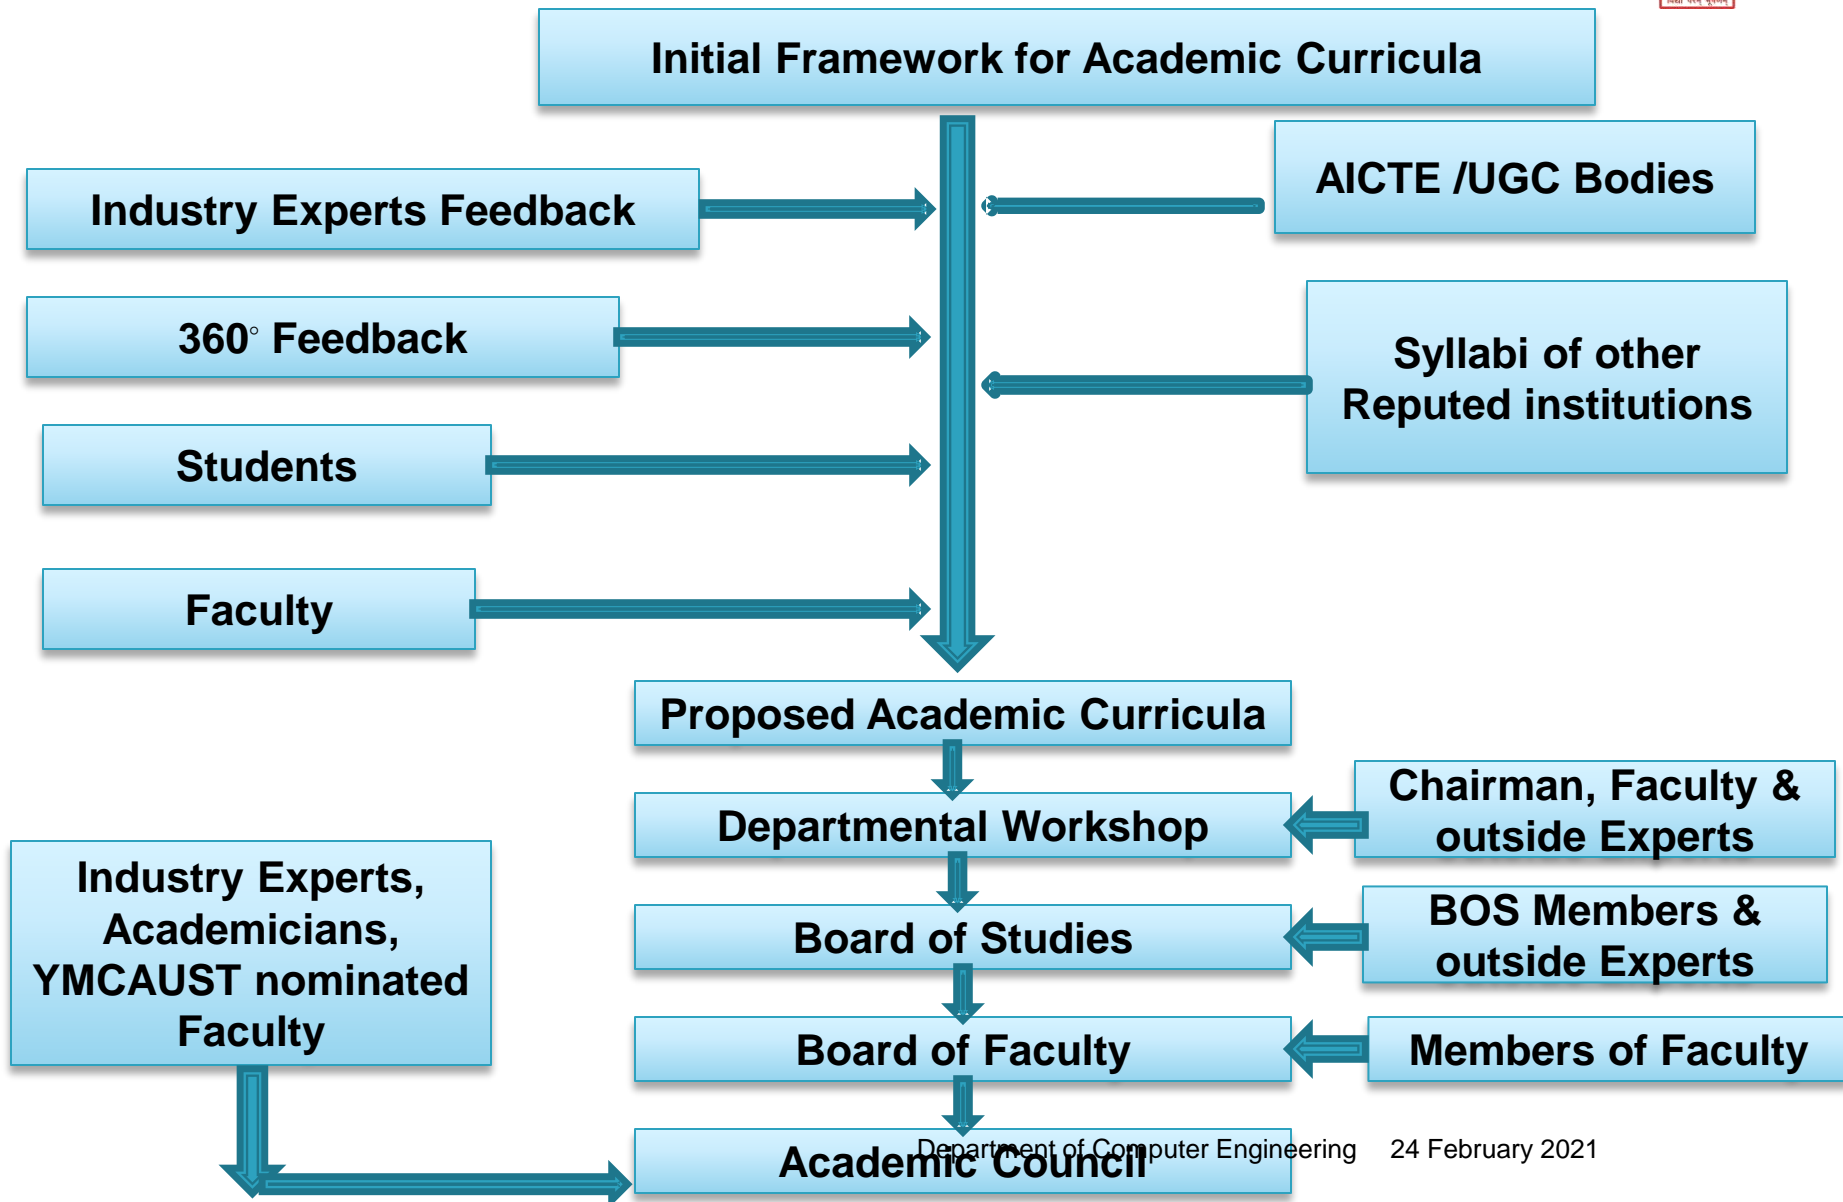 Initial Framework for Academic Curricula
AICTE /UGC Bodies
Industry Experts Feedback
360° Feedback
Syllabi of other
Reputed institutions
Students
Faculty
Proposed Academic Curricula
Departmental Workshop
Chairman, Faculty &
outside Experts
Industry Experts,
Academicians,
YMCAUST nominated
Faculty
Board of Studies
BOS Members &
outside Experts
Board of Faculty
Members of Faculty
Academic Council
Department of Computer Engineering 24 February 2021